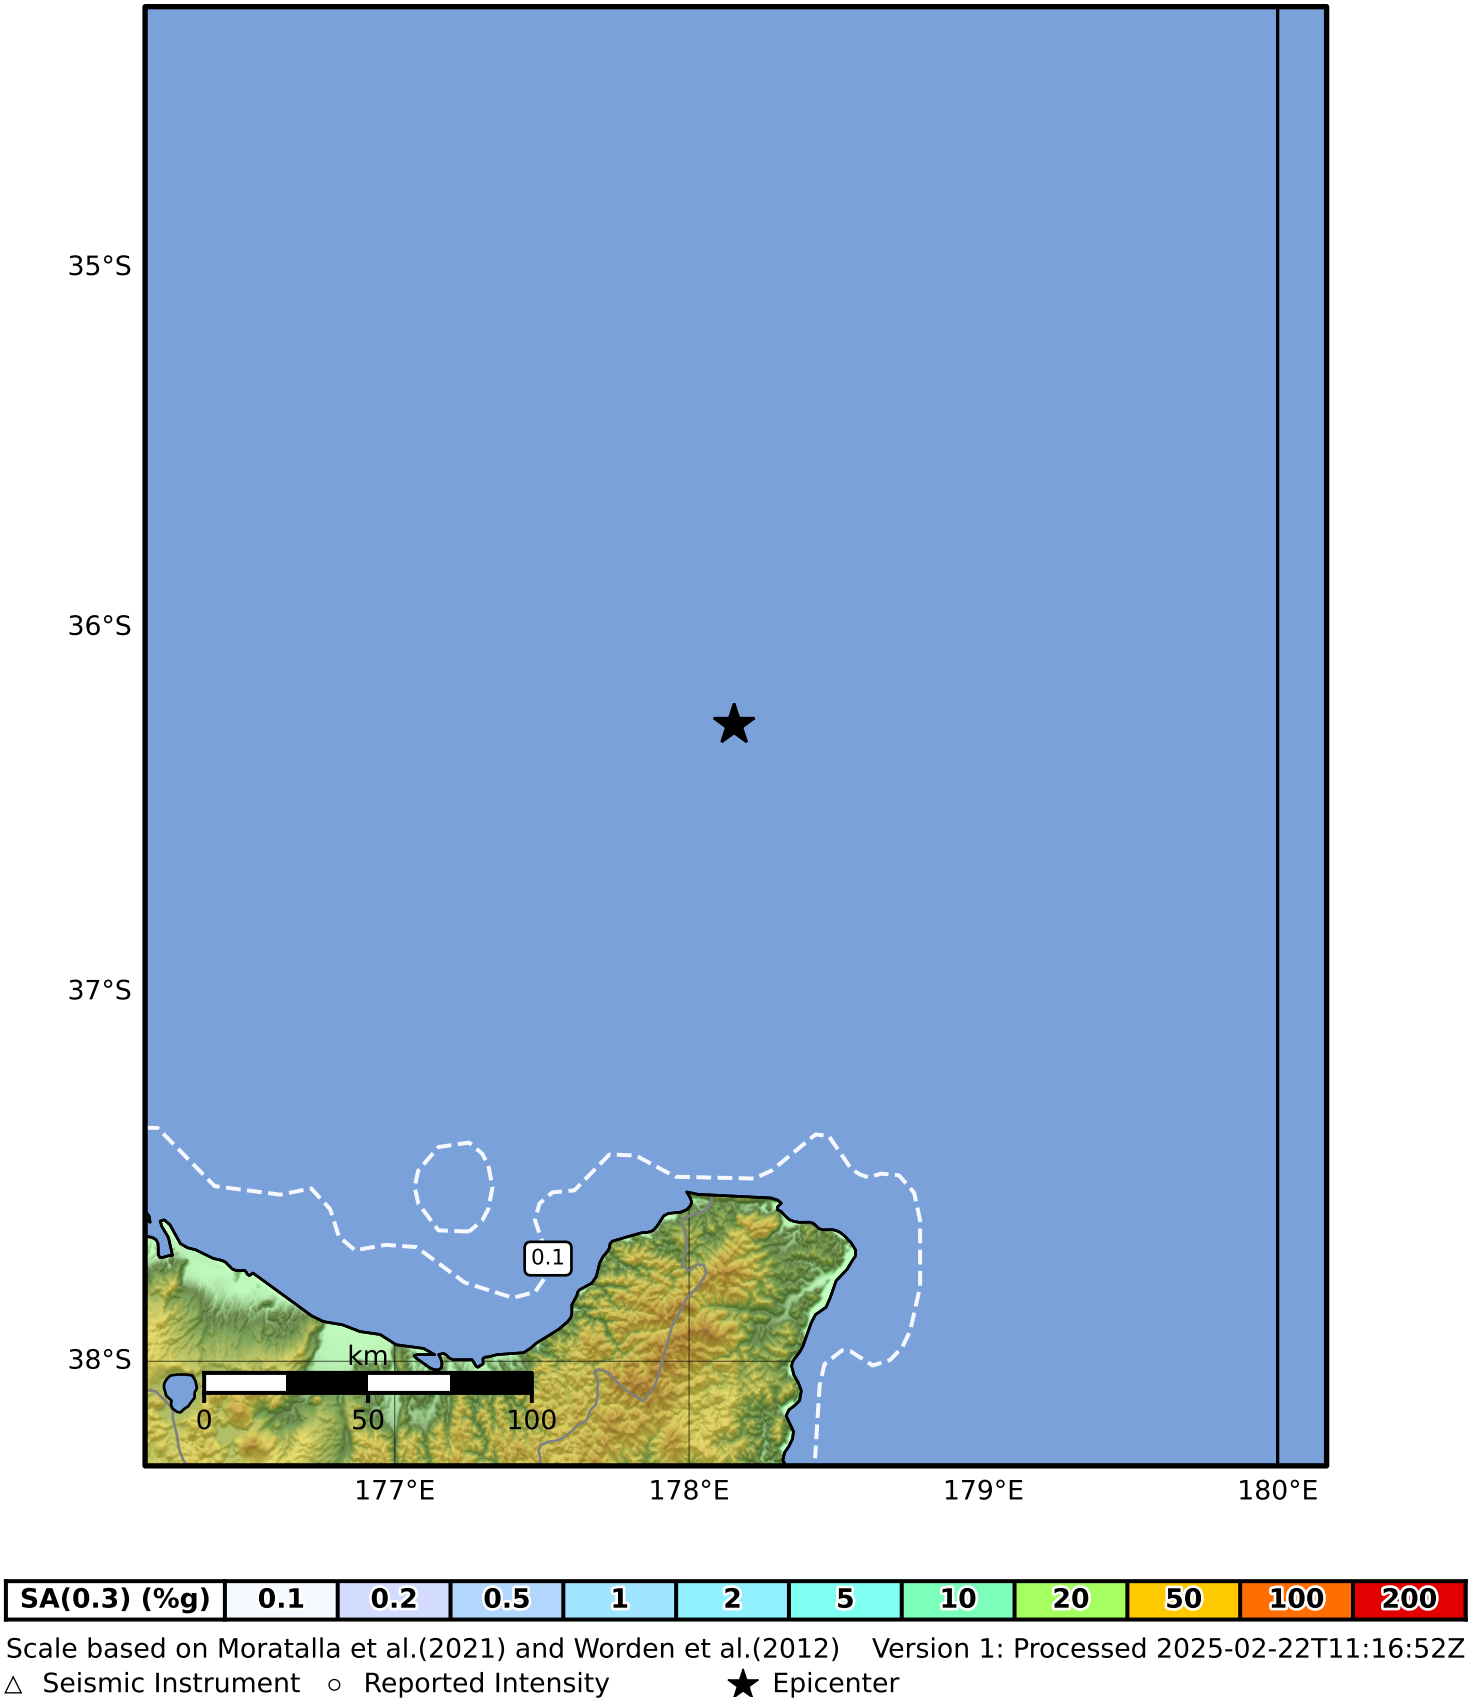 35°S
36°S
37°S
0.1
38°S
km
0 50 100
177°E 178°E 179°E 180°E
SA(0.3) (%g) 0.1 0.2 0.5 1 2 5 10 20 50 100 200
Scale based on Moratalla et al.(2021) and Worden et al.(2012) Version 1: Processed 2025-02-22T11:16:52Z
△ Seismic Instrument ○ Reported Intensity ★ Epicenter